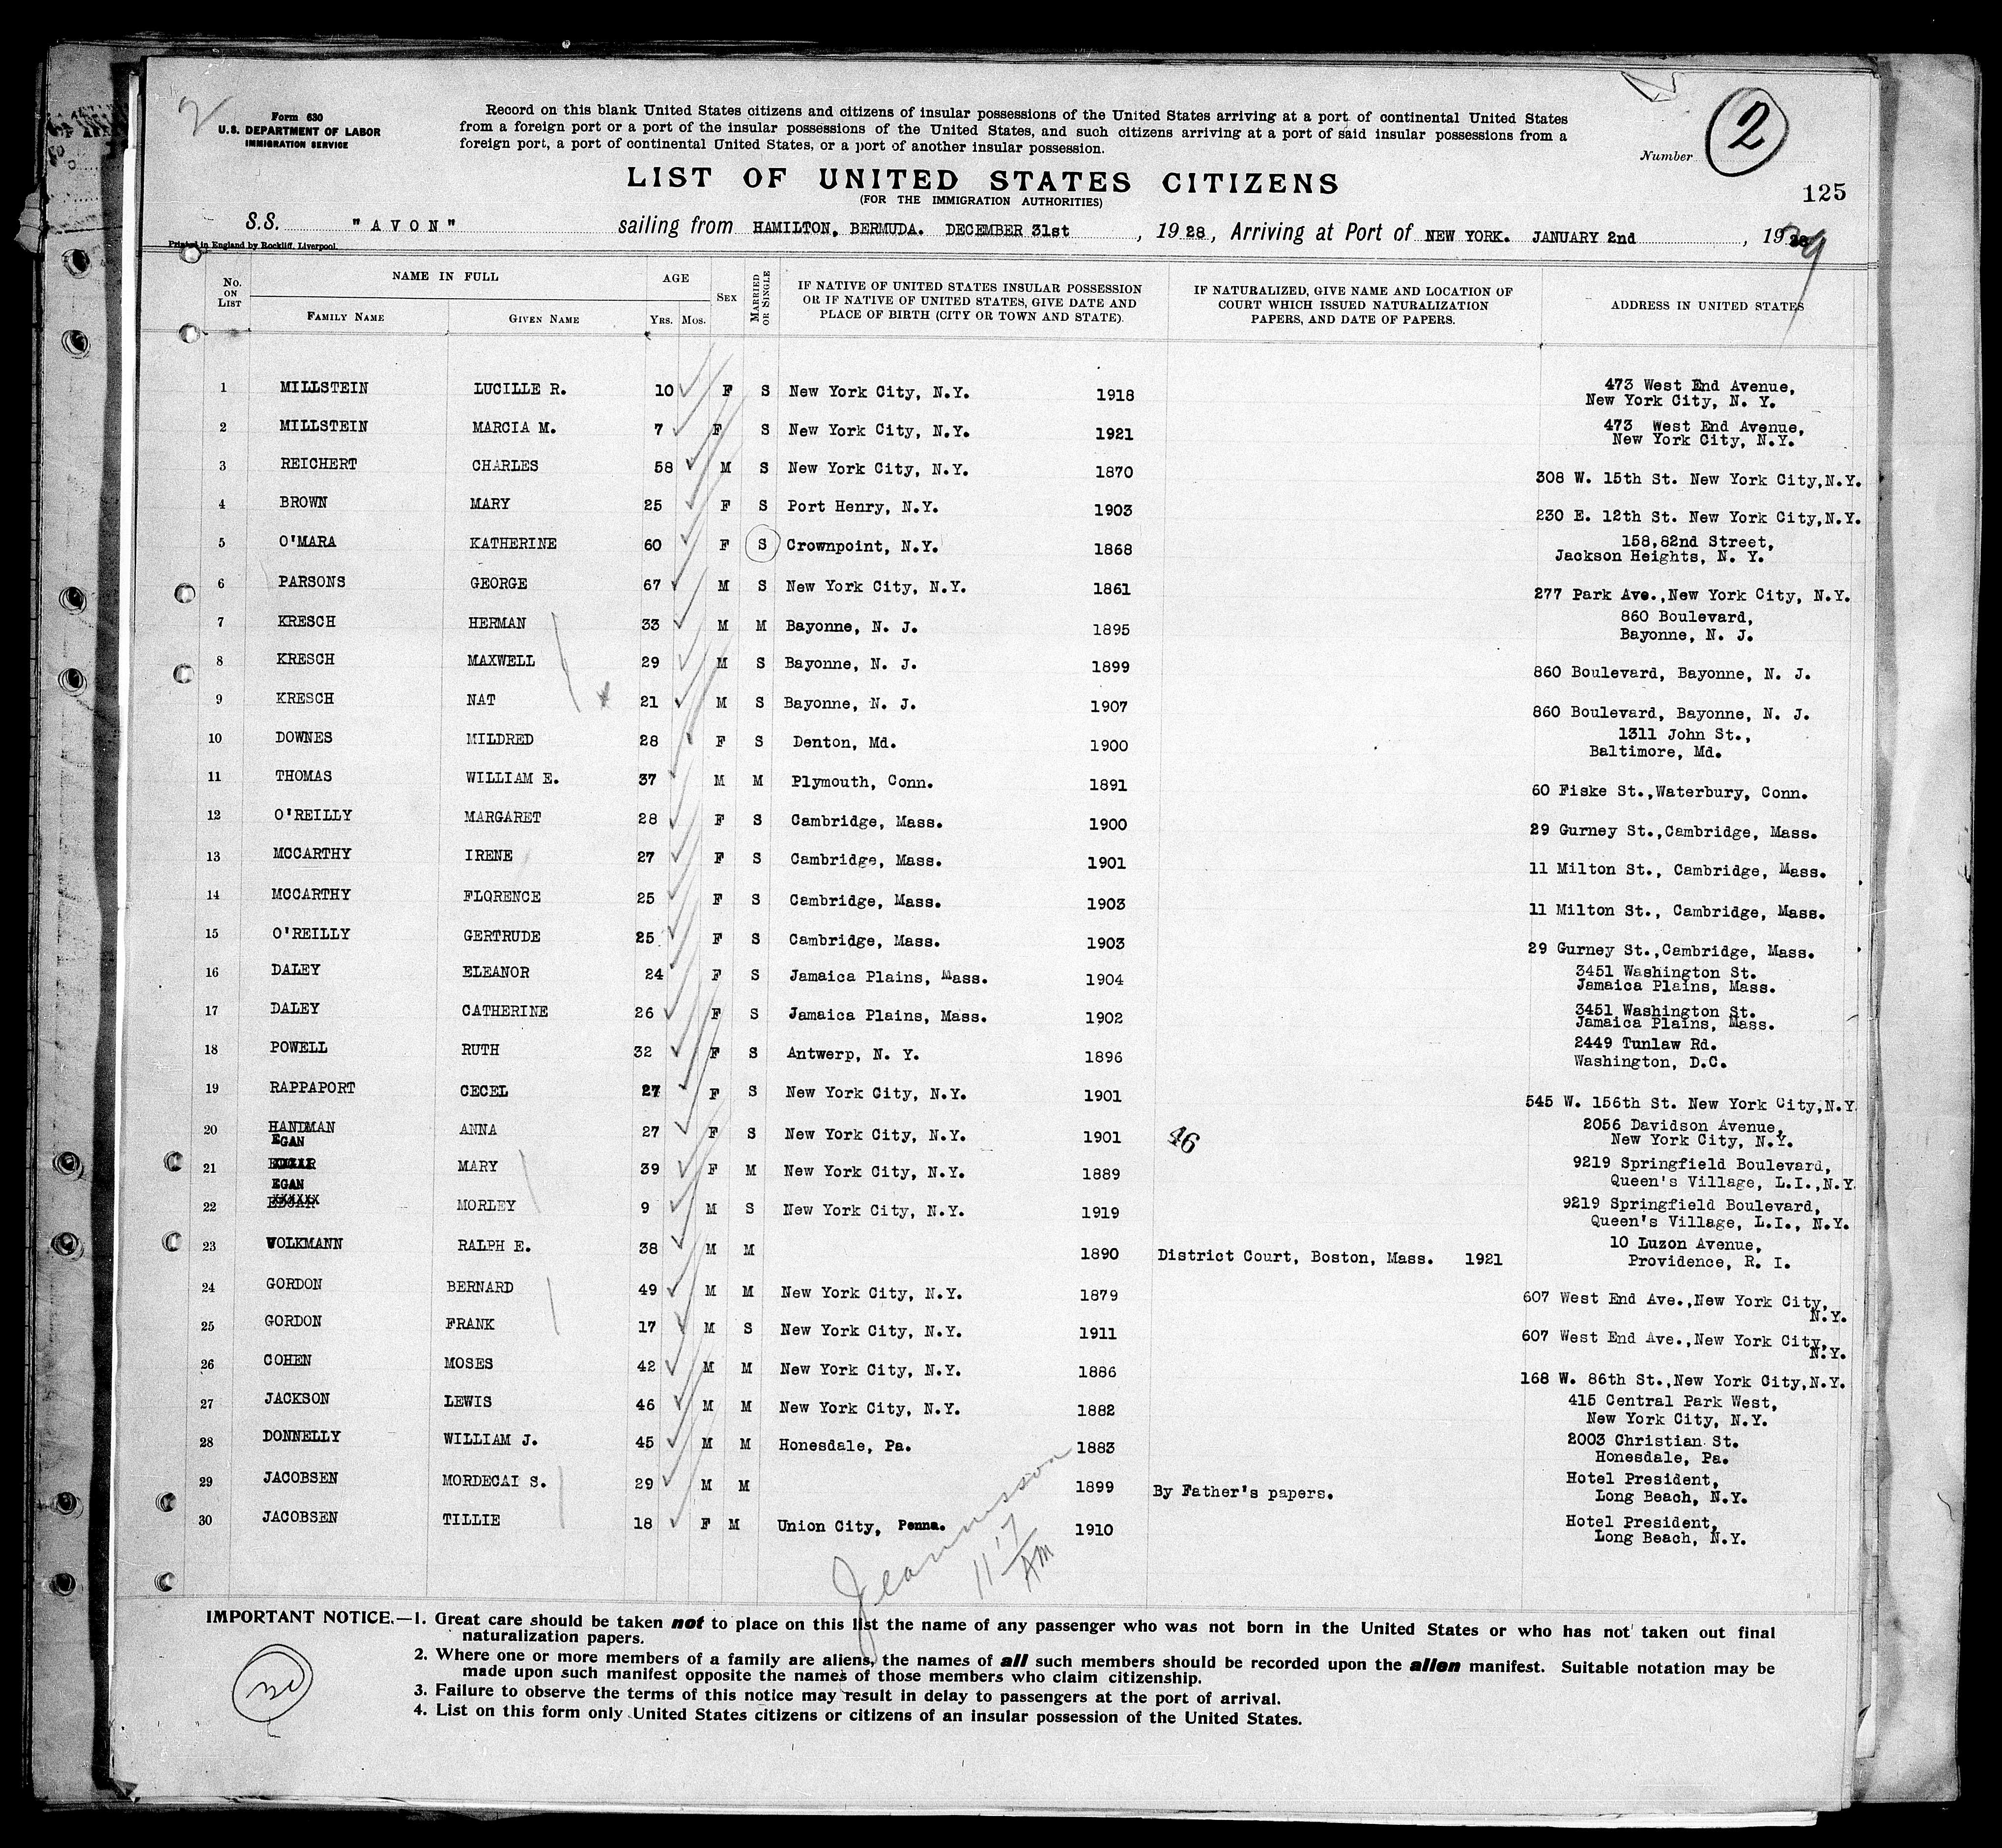 Form 630
U.S. DEPARTMENT OF LABOR
IMMIGRATION SERVICE
Record on this blank United States citizens and citizens of insular possessions of the United States arriving at a port of continental United States
from a foreign port or a port of the insular possessions of the United States, and such citizens arriving at a port of said insular possessions from a
foreign port, a port of continental United States, or a port of another insular possession.
Number 2
LIST OF UNITED STATES CITIZENS
(FOR THE IMMIGRATION AUTHORITIES)
125
S.S. "AVON" sailing from HAMILTON, BERMUDA. DECEMBER 31st, 1928, Arriving at Port of NEW YORK. JANUARY 2nd, 1929
Printed in England by Rockliff, Liverpool.
No. ON LIST NAME IN FULL FAMILY NAME GIVEN NAME AGE YRS. MOS. SEX MARRIED OR SINGLE IF NATIVE OF UNITED STATES INSULAR POSSESSION OR IF NATIVE OF UNITED STATES, GIVE DATE AND PLACE OF BIRTH (CITY OR TOWN AND STATE). IF NATURALIZED, GIVE NAME AND LOCATION OF COURT WHICH ISSUED NATURALIZATION PAPERS, AND DATE OF PAPERS. ADDRESS IN UNITED STATES
1 MILLSTEIN LUCILLE R. 10 F S New York City, N.Y. 1918 473 West End Avenue, New York City, N. Y.
2 MILLSTEIN MARCIA M. 7 F S New York City, N.Y. 1921 473 West End Avenue, New York City, N.Y.
3 REICHERT CHARLES 58 M S New York City, N.Y. 1870 308 W. 15th St. New York City,N.Y.
4 BROWN MARY 25 F S Port Henry, N.Y. 1903 230 E. 12th St. New York City,N.Y.
5 O'MARA KATHERINE 60 F S Crownpoint, N.Y. 1868 158,82nd Street, Jackson Heights, N. Y.
6 PARSONS GEORGE 67 M S New York City, N.Y. 1861 277 Park Ave.,New York City, N.Y.
7 KRESCH HERMAN 33 M M Bayonne, N. J. 1895 860 Boulevard, Bayonne, N. J.
8 KRESCH MAXWELL 29 M S Bayonne, N. J. 1899 860 Boulevard, Bayonne, N. J.
9 KRESCH NAT 21 M S Bayonne, N. J. 1907 860 Boulevard, Bayonne, N. J.
10 DOWNES MILDRED 28 F S Denton, Md. 1900 1311 John St., Baltimore, Md.
11 THOMAS WILLIAM E. 37 M M Plymouth, Conn. 1891 60 Fiske St.,Waterbury, Conn.
12 O'REILLY MARGARET 28 F S Cambridge, Mass. 1900 29 Gurney St.,Cambridge, Mass.
13 MCCARTHY IRENE 27 F S Cambridge, Mass. 1901 11 Milton St., Cambridge, Mass.
14 MCCARTHY FLORENCE 25 F S Cambridge, Mass. 1903 11 Milton St., Cambridge, Mass.
15 O'REILLY GERTRUDE 25 F S Cambridge, Mass. 1903 29 Gurney St.,Cambridge, Mass.
16 DALEY ELEANOR 24 F S Jamaica Plains, Mass. 1904 3451 Washington St. Jamaica Plains, Mass.
17 DALEY CATHERINE 26 F S Jamaica Plains, Mass. 1902 3451 Washington St. Jamaica Plains, Mass.
18 POWELL RUTH 32 F S Antwerp, N. Y. 1896 2449 Tunlaw Rd. Washington, D.C.
19 RAPPAPORT CECEL 27 F S New York City, N.Y. 1901 545 W. 156th St. New York City,N.Y.
20 HANDMAN ANNA 27 F S New York City, N.Y. 1901 46 2056 Davidson Avenue, New York City, N.Y.
21 EGAN MARY 39 F M New York City, N.Y. 1889 9219 Springfield Boulevard, Queen's Village, L.I.,N.Y.
22 EGAN EDGAR MORLEY 9 M S New York City, N.Y. 1919 9219 Springfield Boulevard, Queen's Village, L.I., N.Y.
23 VOLKMANN RALPH E. 38 M M 1890 District Court, Boston, Mass. 1921 10 Luzon Avenue, Providence, R. I.
24 GORDON BERNARD 49 M M New York City, N.Y. 1879 607 West End Ave.,New York City, N.Y.
25 GORDON FRANK 17 M S New York City, N.Y. 1911 607 West End Ave.,New York City, N.Y.
26 COHEN MOSES 42 M M New York City, N.Y. 1886 168 W. 86th St.,New York City,N.Y.
27 JACKSON LEWIS 46 M M New York City, N.Y. 1882 415 Central Park West, New York City, N.Y.
28 DONNELLY WILLIAM J. 45 M M Honesdale, Pa. 1883 2003 Christian St. Honesdale, Pa.
29 JACOBSEN MORDECAI S. 29 M M 1899 By Father's papers. Hotel President, Long Beach, N.Y.
30 JACOBSEN TILLIE 18 F M Union City, Penna. 1910 Hotel President, Long Beach, N.Y.
IMPORTANT NOTICE.—1. Great care should be taken not to place on this list the name of any passenger who was not born in the United States or who has not taken out final
naturalization papers.
2. Where one or more members of a family are aliens, the names of all such members should be recorded upon the alien manifest. Suitable notation may be
made upon such manifest opposite the names of those members who claim citizenship.
3. Failure to observe the terms of this notice may result in delay to passengers at the port of arrival.
4. List on this form only United States citizens or citizens of an insular possession of the United States.
30